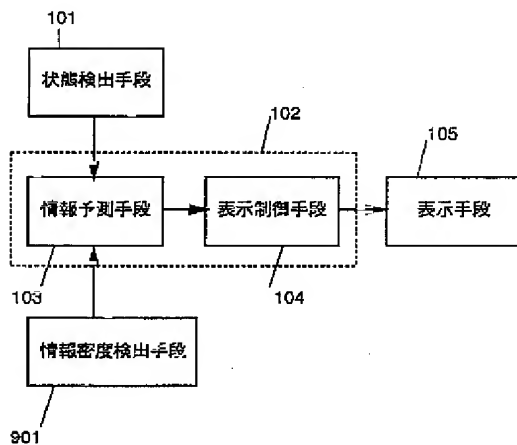 101
状態検出手段
102
105
情報予測手段
表示制御手段
表示手段
103
104
情報密度検出手段
901